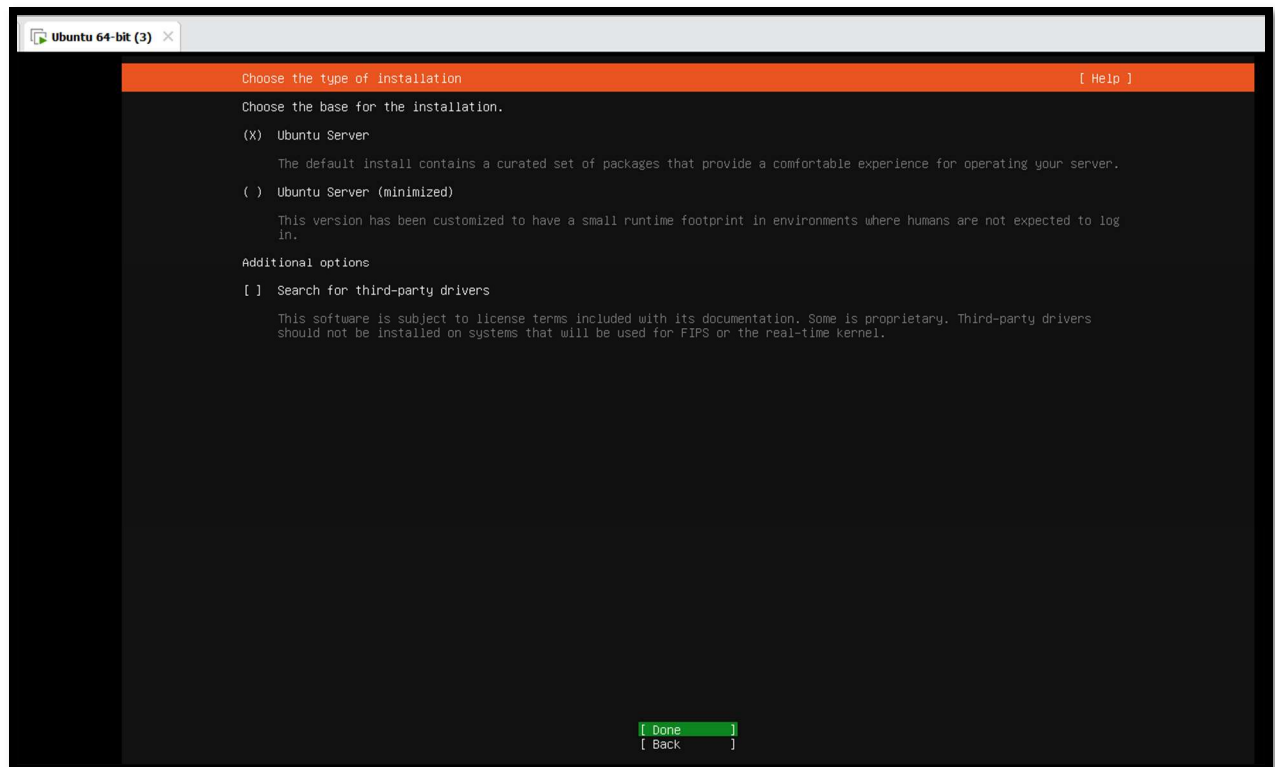 Ubuntu 64-bit (3)
Choose the type of installation [ Help ]
Choose the base for the installation.
(X) Ubuntu Server
The default install contains a curated set of packages that provide a comfortable experience for operating your server.
( ) Ubuntu Server (minimized)
This version has been customized to have a small runtime footprint in environments where humans are not expected to log
in.
Additional options
[ ] Search for third-party drivers
This software is subject to license terms included with its documentation. Some is proprietary. Third-party drivers
should not be installed on systems that will be used for FIPS or the real-time kernel.
[ Done ]
[ Back ]